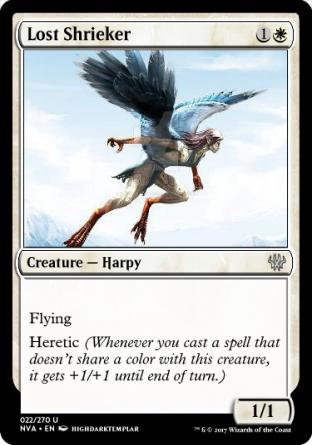 Lost Shrieker 1
Creature — Harpy
Flying
Heretic (Whenever you cast a spell that
doesn't share a color with this creature,
it gets +1/+1 until end of turn.)
1/1
022/270 U
NVA • EN HIGHDARKTEMPLAR
™ & © 2017 Wizards of the Coast